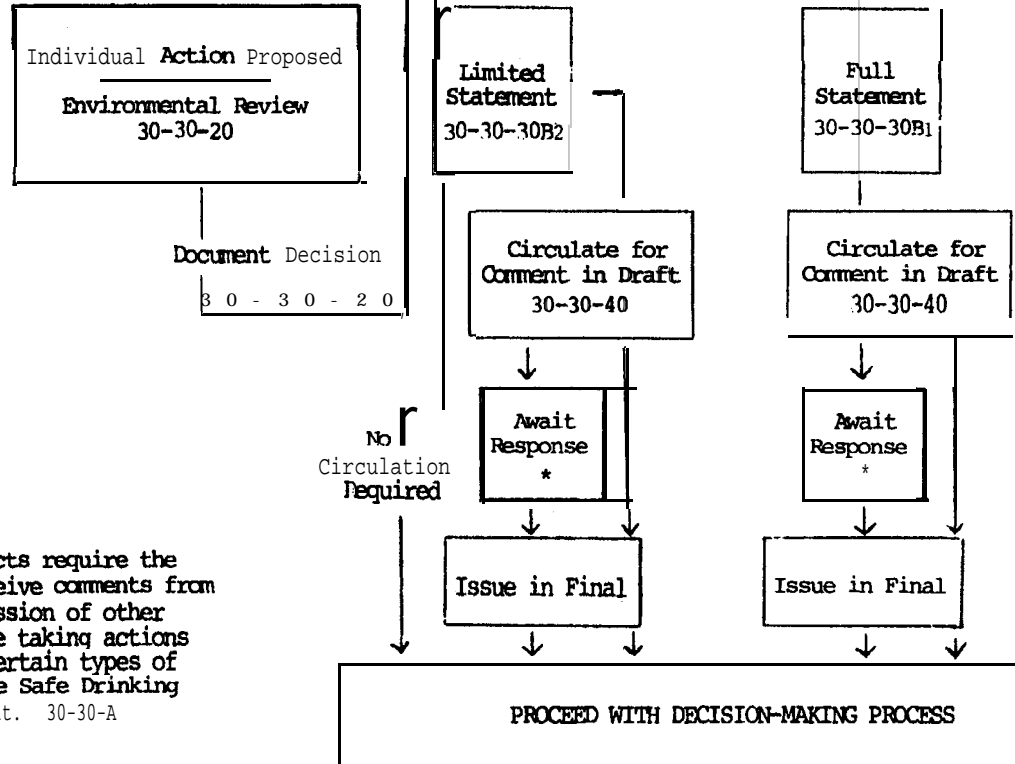 Individual Action Proposed
Environmental Review
30-30-20
Document Decision
30-30-20
Limited
Statement
30-30-30B2
Full
Statement
30-30-30B1
Circulate for
Comment in Draft
30-30-40
Circulate for
Comment in Draft
30-30-40
Await
Response
*
Await
Response
*
No
Circulation
Required
Issue in Final
Issue in Final
cts require the
eive comments from
ssion of other
e taking actions
ertain types of
e Safe Drinking
t. 30-30-A
PROCEED WITH DECISION-MAKING PROCESS